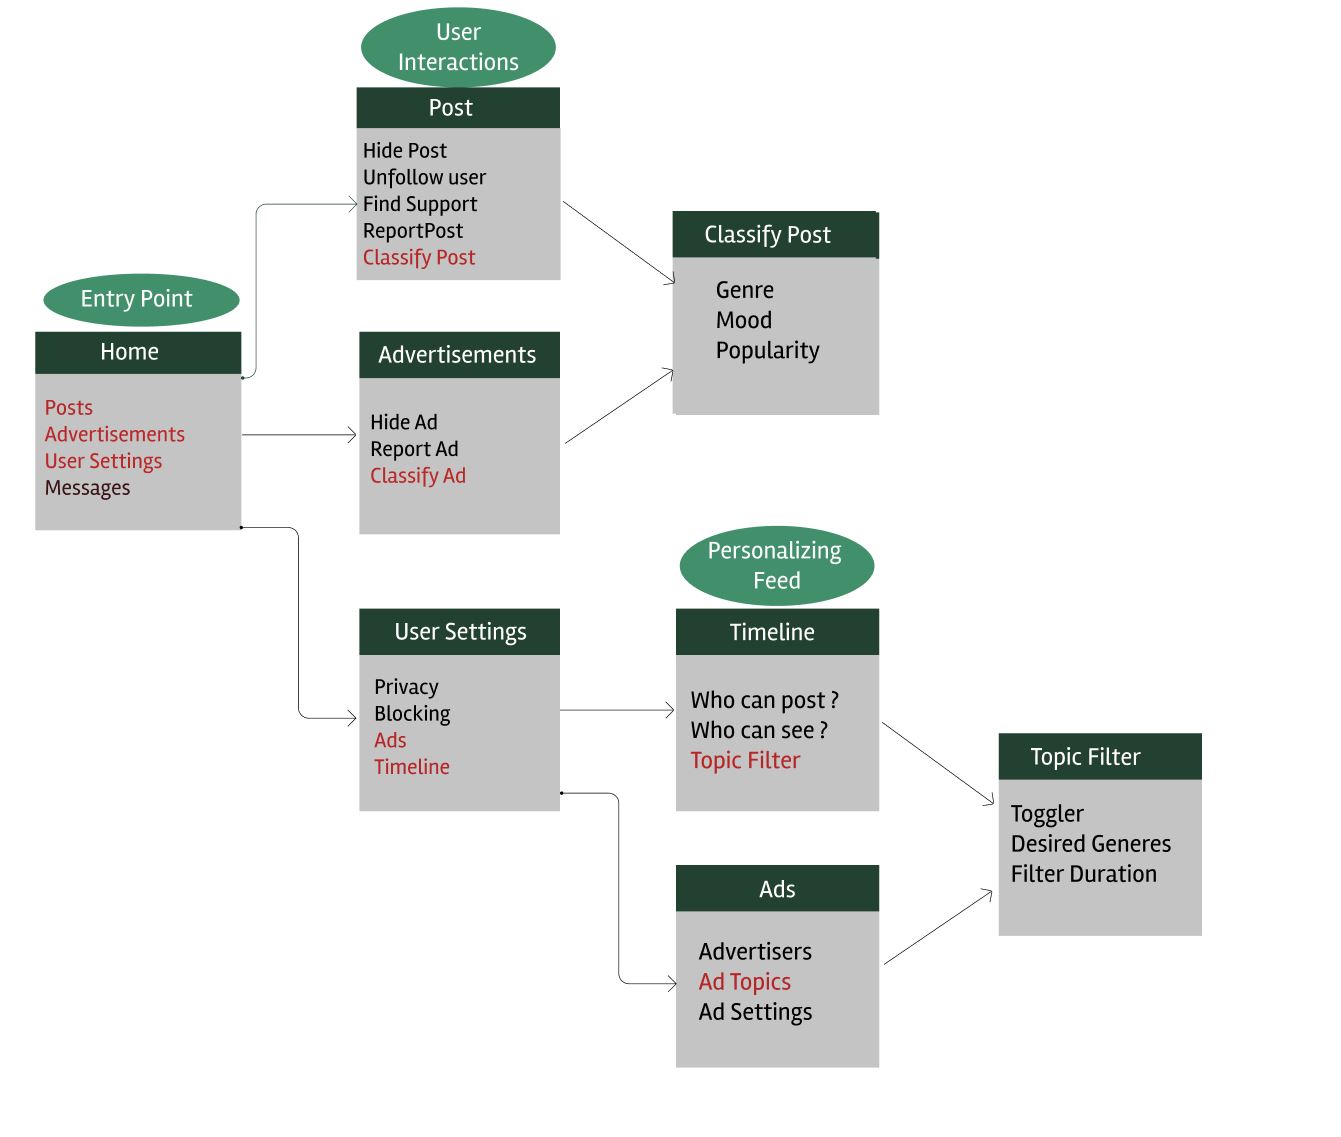 User
Interactions
Post
Hide Post
Unfollow user
Find Support
ReportPost
Classify Post
Classify Post
Genre
Mood
Popularity
Entry Point
Home
Posts
Advertisements
User Settings
Messages
Advertisements
Hide Ad
Report Ad
Classify Ad
Personalizing
Feed
User Settings
Privacy
Blocking
Ads
Timeline
Timeline
Who can post ?
Who can see ?
Topic Filter
Topic Filter
Toggler
Desired Generes
Filter Duration
Ads
Advertisers
Ad Topics
Ad Settings